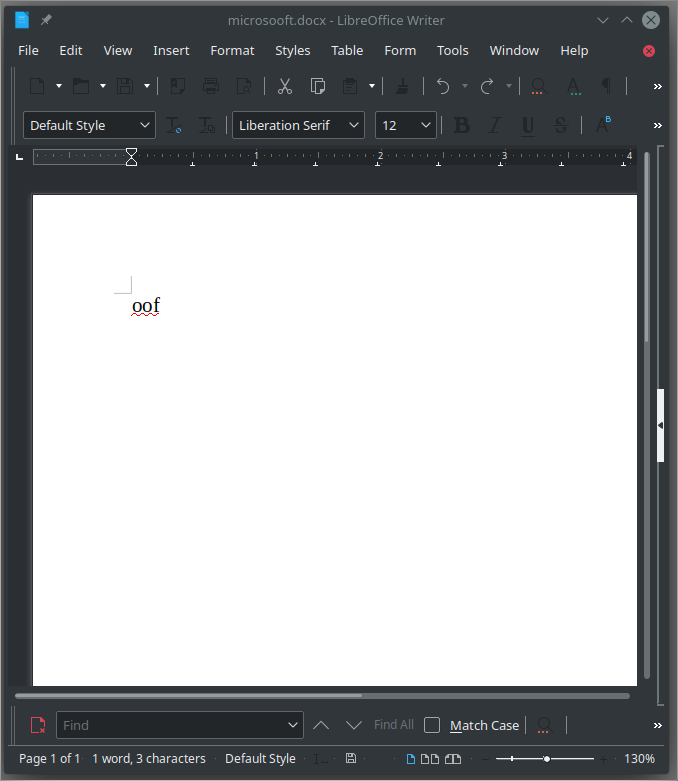 microsooft.docx - LibreOffice Writer
File Edit View Insert Format Styles Table Form Tools Window Help
Default Style Liberation Serif 12
1 2 3 4
oof
Find Find All Match Case
Page 1 of 1 1 word, 3 characters Default Style 130%